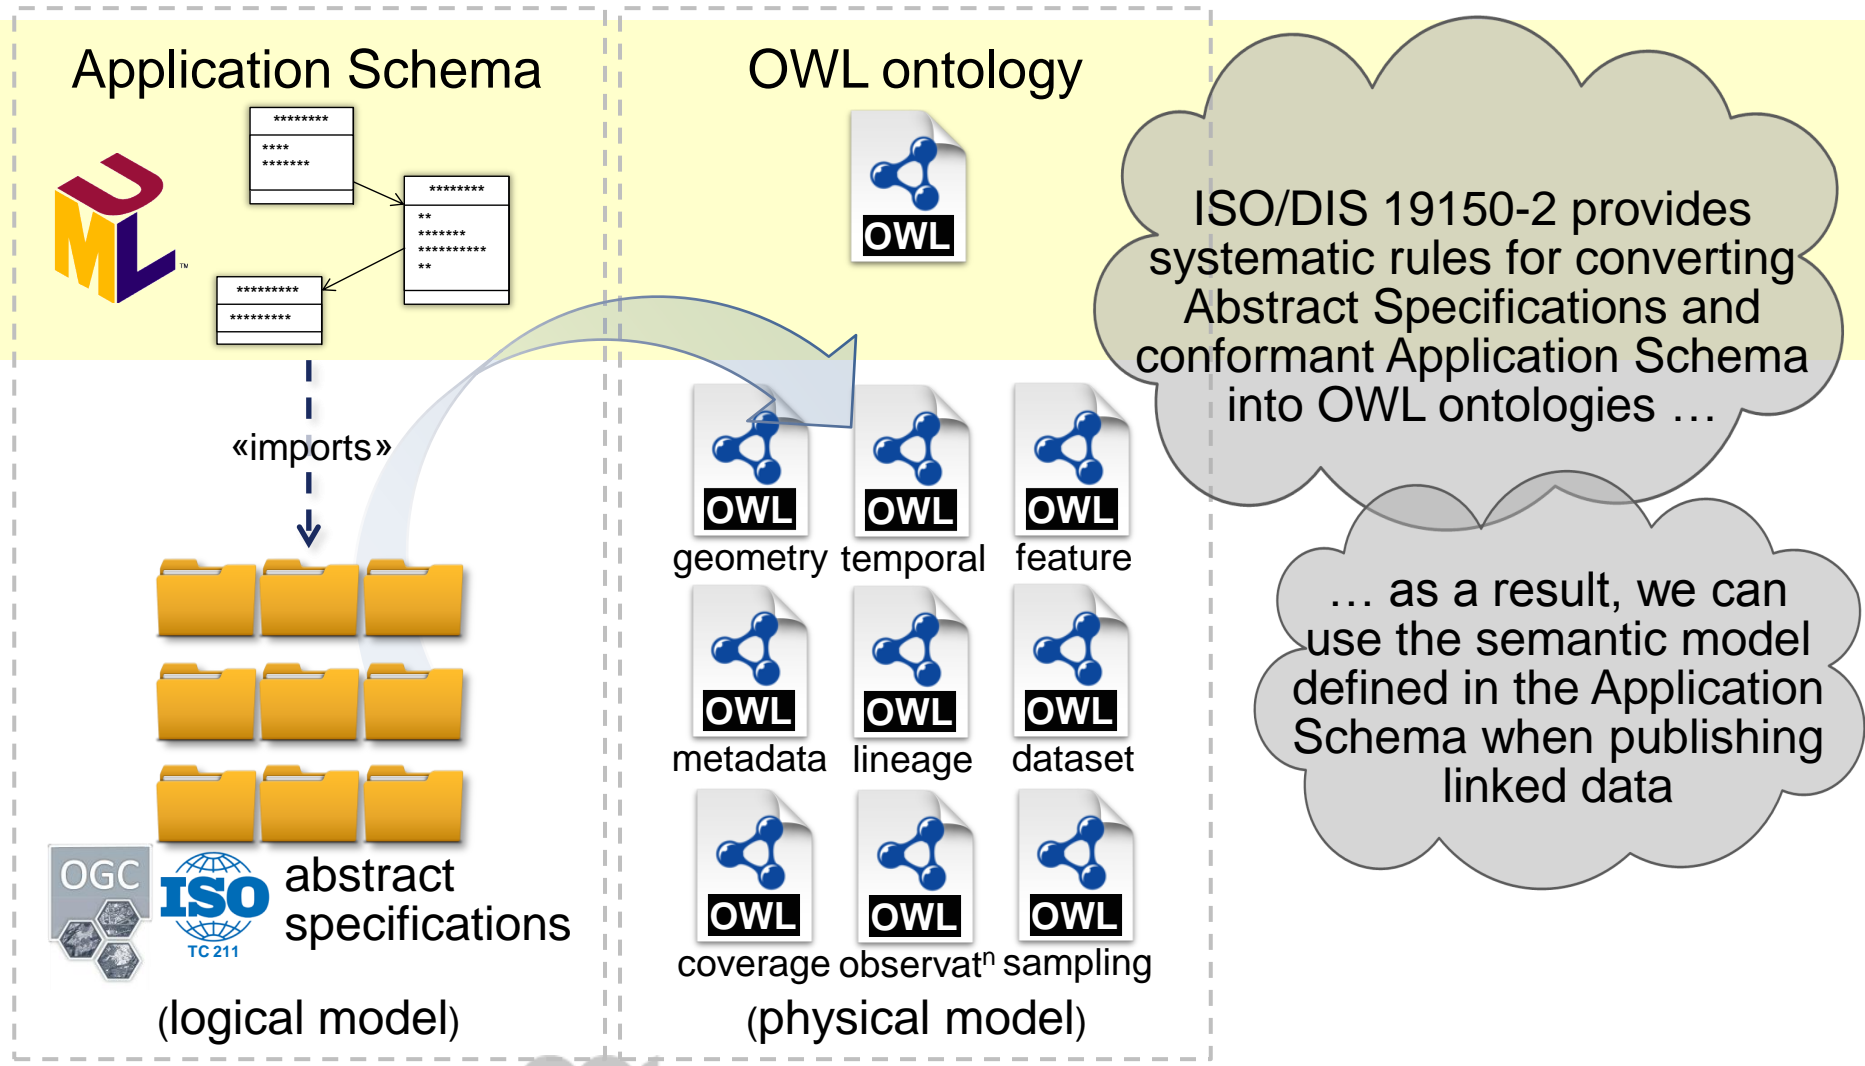 Application Schema
********
****
*******
********
**
*******
**********
**
*********
*********
UML
™
«imports»
OGC
ISO
TC 211
abstract
specifications
(logical model)
OWL ontology
OWL
OWL
OWL
OWL
geometry
temporal
feature
OWL
OWL
OWL
metadata
lineage
dataset
OWL
OWL
OWL
coverage
observatⁿ
sampling
(physical model)
ISO/DIS 19150-2 provides
systematic rules for converting
Abstract Specifications and
conformant Application Schema
into OWL ontologies …
… as a result, we can
use the semantic model
defined in the Application
Schema when publishing
linked data